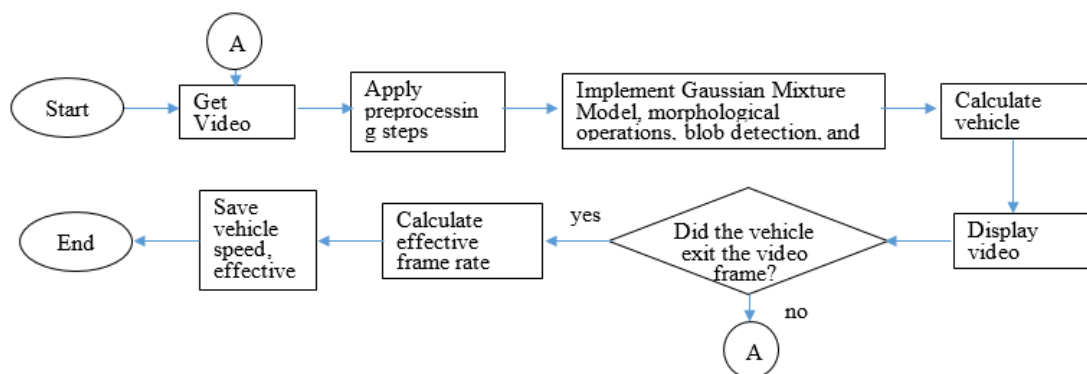 A
Start
Get
Video
Apply
preprocessin
g steps
Implement Gaussian Mixture
Model, morphological
operations, blob detection, and
Calculate
vehicle
Display
video
Did the vehicle
exit the video
frame?
yes
no
A
Calculate
effective
frame rate
Save
vehicle
speed,
effective
End